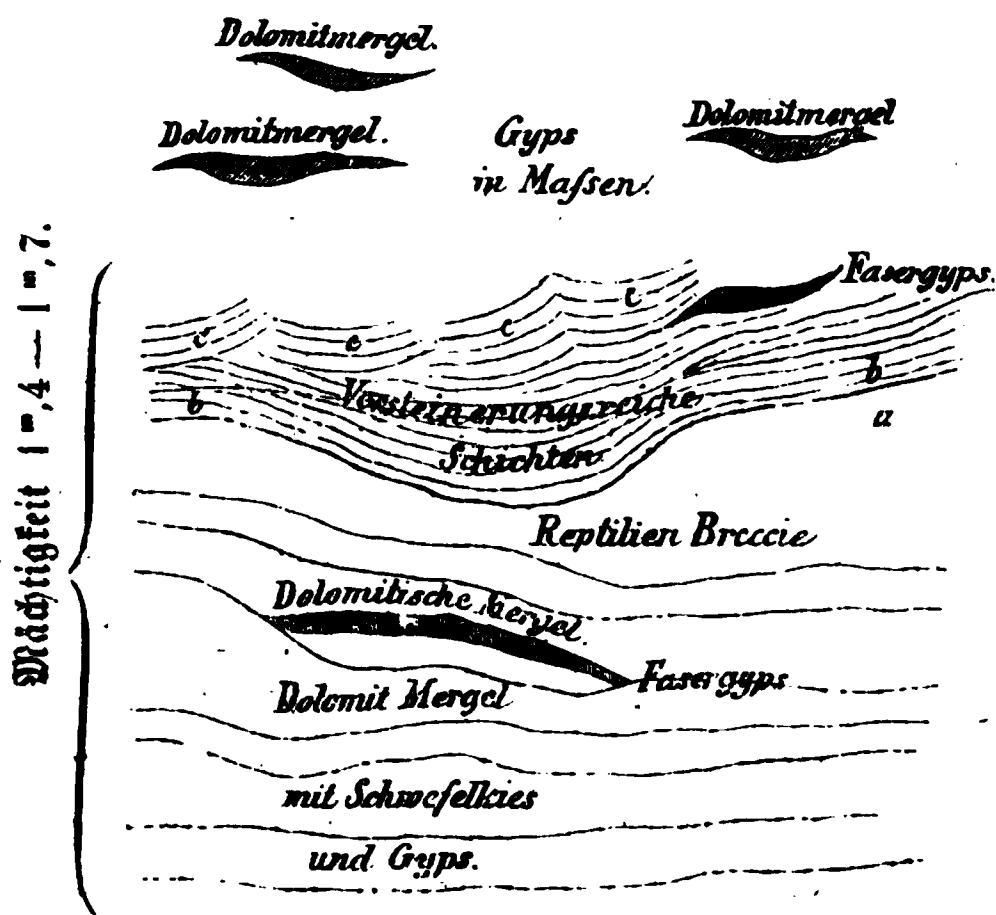 Dolomitmergel.
Dolomitmergel.
Gyps
in Maſsen.
Dolomitmergel
Mächtigkeit 1ᵐ,4 — 1ᵐ,7.
Fasergyps.
c
c
c
c
b
b
a
Versteinerungsreiche
Schichten
Reptilien Breccie
Dolomitische Mergel.
Fasergyps
Dolomit Mergel
mit Schwefelkies
und Gyps.